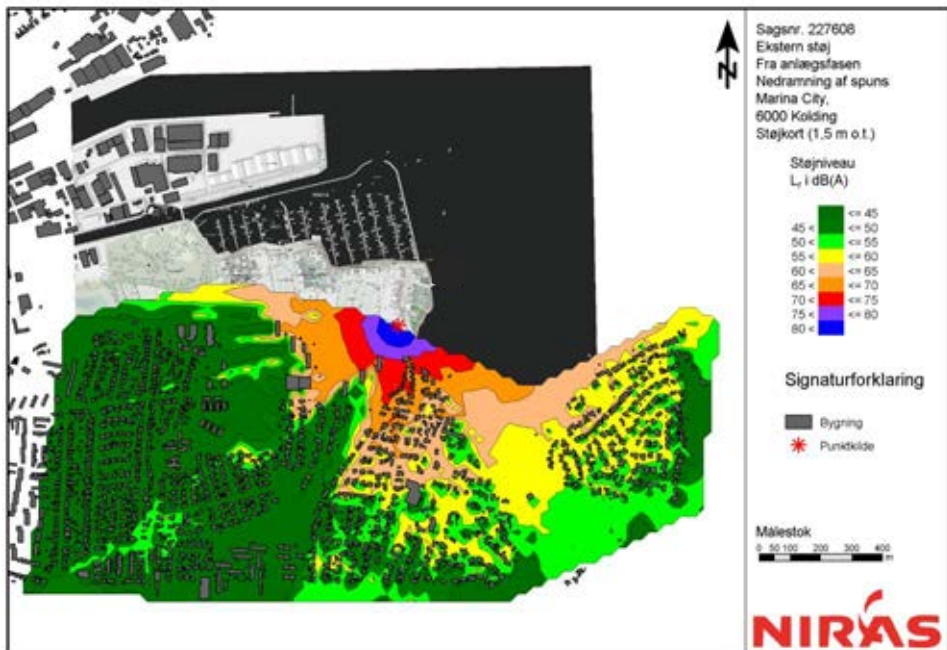 Sagsnr. 227608
Ekstern støj
Fra anlægsfasen
Nedramning af spuns
Marina City,
6000 Kolding
Støjkort (1,5 m o.t.)
N
Støjniveau
Lr i dB(A)
<= 45
45 < <= 50
50 < <= 55
55 < <= 60
60 < <= 65
65 < <= 70
70 < <= 75
75 < <= 80
80 <
Signaturforklaring
Bygning
Punktkilde
Målestok
0 50 100 200 300 400
m
NIRAS